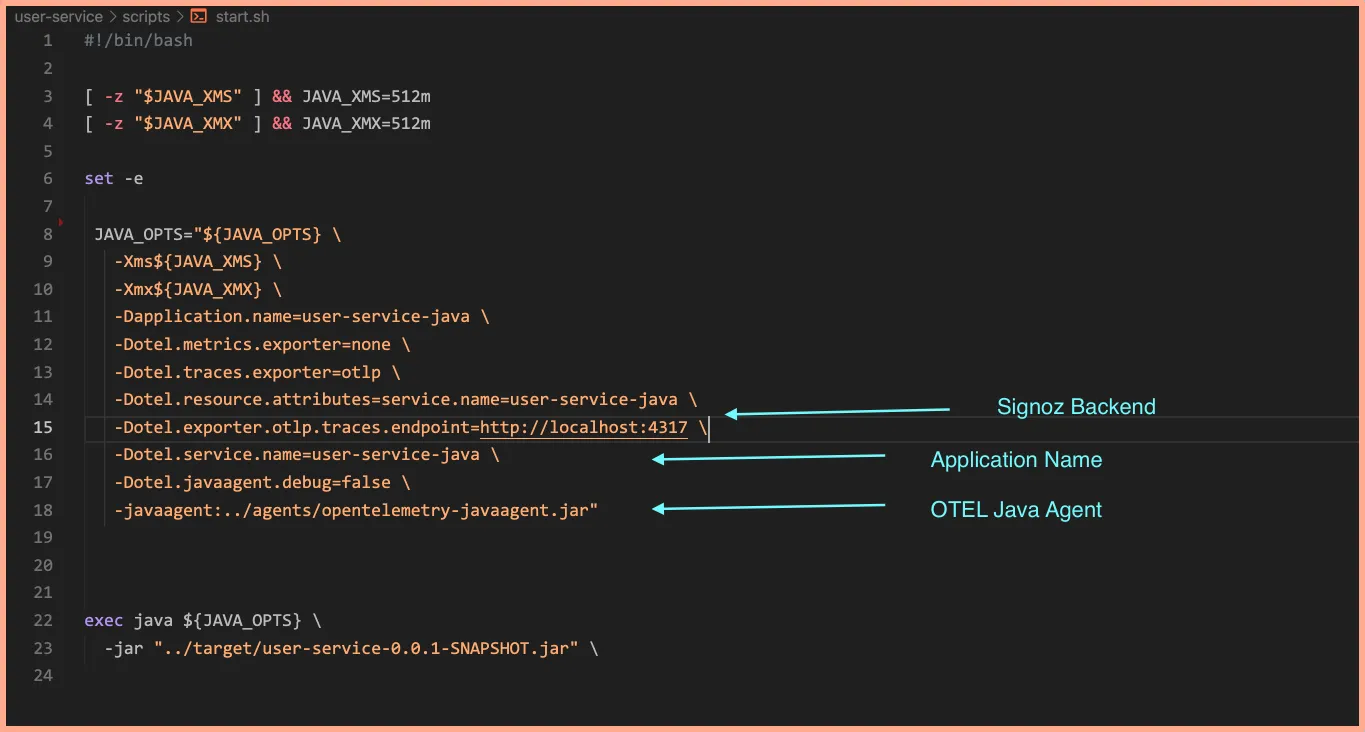 user-service > scripts > start.sh
1 #!/bin/bash
2
3 [ -z "$JAVA_XMS" ] && JAVA_XMS=512m
4 [ -z "$JAVA_XMX" ] && JAVA_XMX=512m
5
6 set -e
7
8 JAVA_OPTS="${JAVA_OPTS} \
9 -Xms${JAVA_XMS} \
10 -Xmx${JAVA_XMX} \
11 -Dapplication.name=user-service-java \
12 -Dotel.metrics.exporter=none \
13 -Dotel.traces.exporter=otlp \
14 -Dotel.resource.attributes=service.name=user-service-java \
Signoz Backend
15 -Dotel.exporter.otlp.traces.endpoint=http://localhost:4317 \
16 -Dotel.service.name=user-service-java \
Application Name
17 -Dotel.javaagent.debug=false \
18 -javaagent:../agents/opentelemetry-javaagent.jar"
OTEL Java Agent
19
20
21
22 exec java ${JAVA_OPTS} \
23 -jar "../target/user-service-0.0.1-SNAPSHOT.jar" \
24